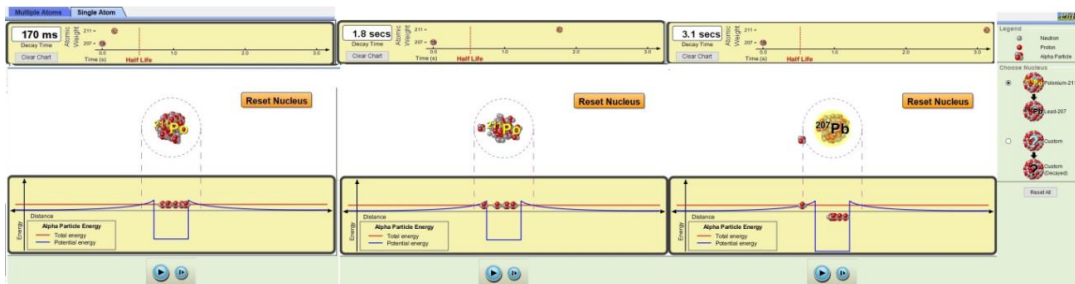 Multiple Atoms Single Atom
170 ms
Decay Time
Clear Chart
Atomic
Weight
211
207
0.0 1.0 2.0 3.0
Time (s) Half Life
Reset Nucleus
Po
Energy
Distance
Alpha Particle Energy
Total energy
Potential energy
1.8 secs
Decay Time
Clear Chart
Atomic
Weight
211
207
0.0 1.0 2.0 3.0
Time (s) Half Life
Reset Nucleus
Po
Energy
Distance
Alpha Particle Energy
Total energy
Potential energy
3.1 secs
Decay Time
Clear Chart
Atomic
Weight
211
207
0.0 1.0 2.0 3.0
Time (s) Half Life
Reset Nucleus
207Pb
Energy
Distance
Alpha Particle Energy
Total energy
Potential energy
Legend
Neutron
Proton
Alpha Particle
Choose Nucleus
Polonium-211
Lead-207
Custom
?
Custom
(Decayed)
Reset All